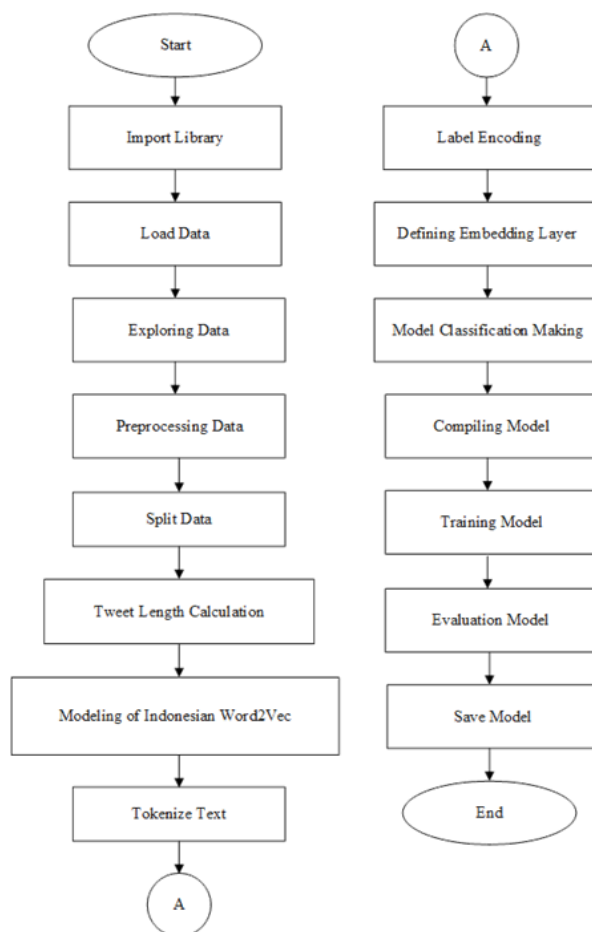 Start
Import Library
Load Data
Exploring Data
Preprocessing Data
Split Data
Tweet Length Calculation
Modeling of Indonesian Word2Vec
Tokenize Text
A
A
Label Encoding
Defining Embedding Layer
Model Classification Making
Compiling Model
Training Model
Evaluation Model
Save Model
End